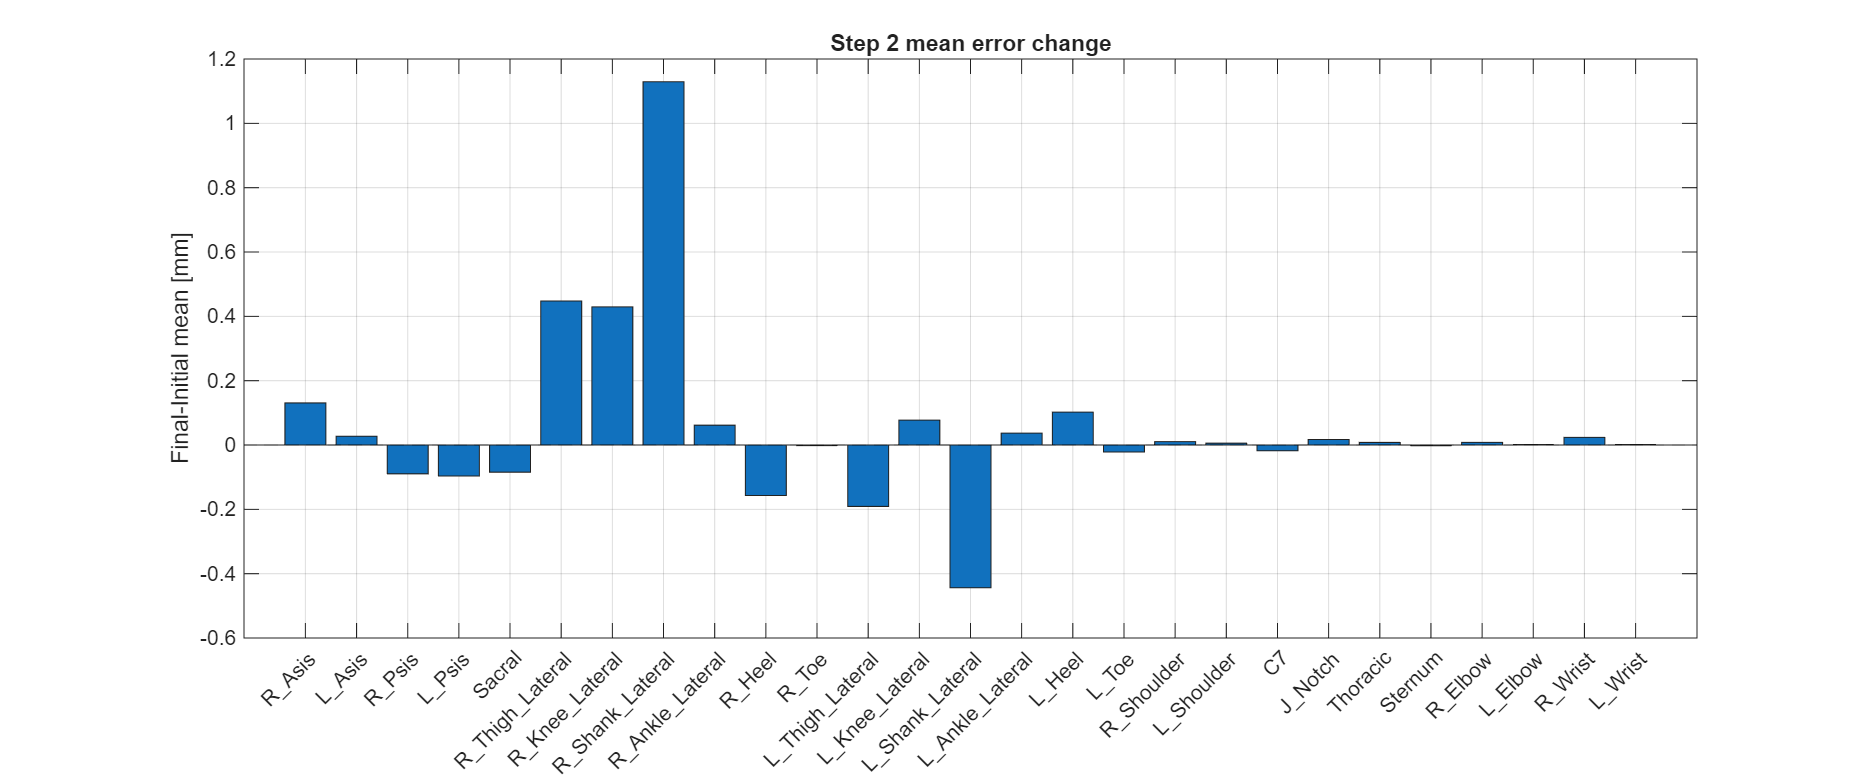 Step 2 mean error change
Final-Initial mean [mm]
1.2
1
0.8
0.6
0.4
0.2
0
-0.2
-0.4
-0.6
R_Asis
L_Asis
R_Psis
L_Psis
Sacral
R_Thigh_Lateral
R_Knee_Lateral
R_Shank_Lateral
R_Ankle_Lateral
R_Heel
R_Toe
L_Thigh_Lateral
L_Knee_Lateral
L_Shank_Lateral
L_Ankle_Lateral
L_Heel
L_Toe
R_Shoulder
L_Shoulder
C7
J_Notch
Thoracic
Sternum
R_Elbow
L_Elbow
R_Wrist
L_Wrist